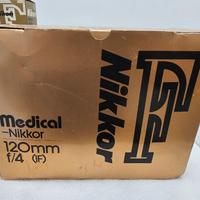 Medical
-Nikkor
120mm
f/4 (IF)
Nikkor